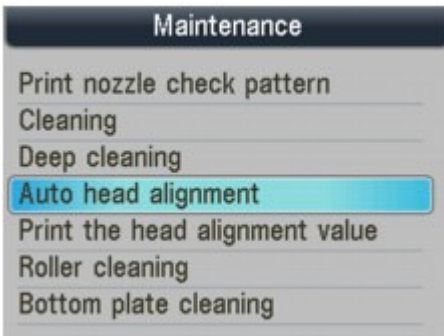 Maintenance
Print nozzle check pattern
Cleaning
Deep cleaning
Auto head alignment
Print the head alignment value
Roller cleaning
Bottom plate cleaning